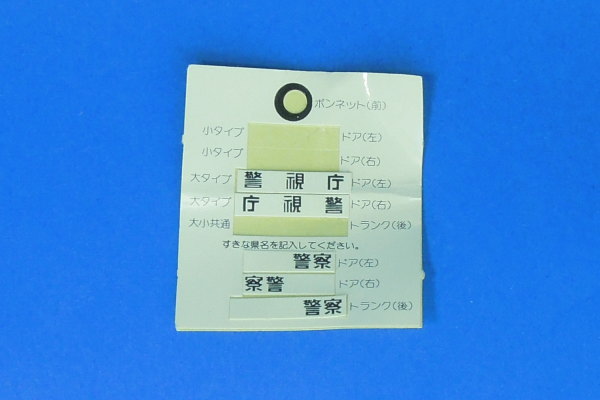 ボンネット(前)
小タイプ ドア(左)
小タイプ ドア(右)
大タイプ 警視庁 ドア(左)
大タイプ 庁視警 ドア(右)
大小共通 トランク(後)
すきな県名を記入してください。
警察 ドア(左)
察警 ドア(右)
警察 トランク(後)